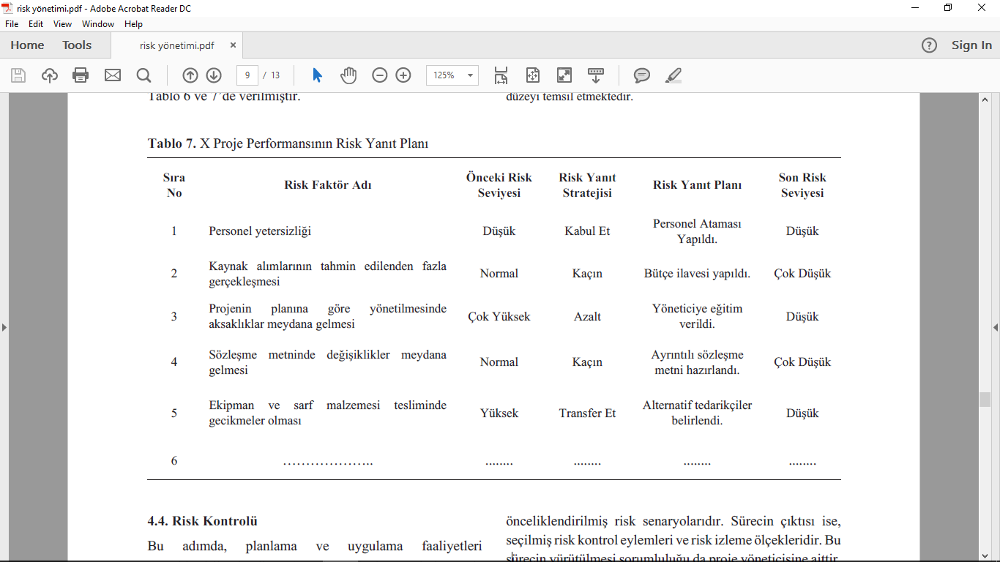 risk yönetimi.pdf - Adobe Acrobat Reader DC
File Edit View Window Help
Home Tools risk yönetimi.pdf × ? Sign In
9 / 13 125%
Tablo 6 ve 7'de verilmiştir.
düzeyi temsil etmektedir.
Tablo 7. X Proje Performansının Risk Yanıt Planı
Sıra No Risk Faktör Adı Önceki Risk Seviyesi Risk Yanıt Stratejisi Risk Yanıt Planı Son Risk Seviyesi
1 Personel yetersizliği Düşük Kabul Et Personel Ataması Yapıldı. Düşük
2 Kaynak alımlarının tahmin edilenden fazla gerçekleşmesi Normal Kaçın Bütçe ilavesi yapıldı. Çok Düşük
3 Projenin planına göre yönetilmesinde aksaklıklar meydana gelmesi Çok Yüksek Azalt Yöneticiye eğitim verildi. Düşük
4 Sözleşme metninde değişiklikler meydana gelmesi Normal Kaçın Ayrıntılı sözleşme metni hazırlandı. Çok Düşük
5 Ekipman ve sarf malzemesi tesliminde gecikmeler olması Yüksek Transfer Et Alternatif tedarikçiler belirlendi. Düşük
6 ………………….. ........ ........ ........ ........
4.4. Risk Kontrolü
Bu adımda, planlama ve uygulama faaliyetleri
önceliklendirilmiş risk senaryolarıdır. Sürecin çıktısı ise,
seçilmiş risk kontrol eylemleri ve risk izleme ölçekleridir. Bu
sürecin yürütülmesi sorumluluğu da proje yöneticisine aittir.